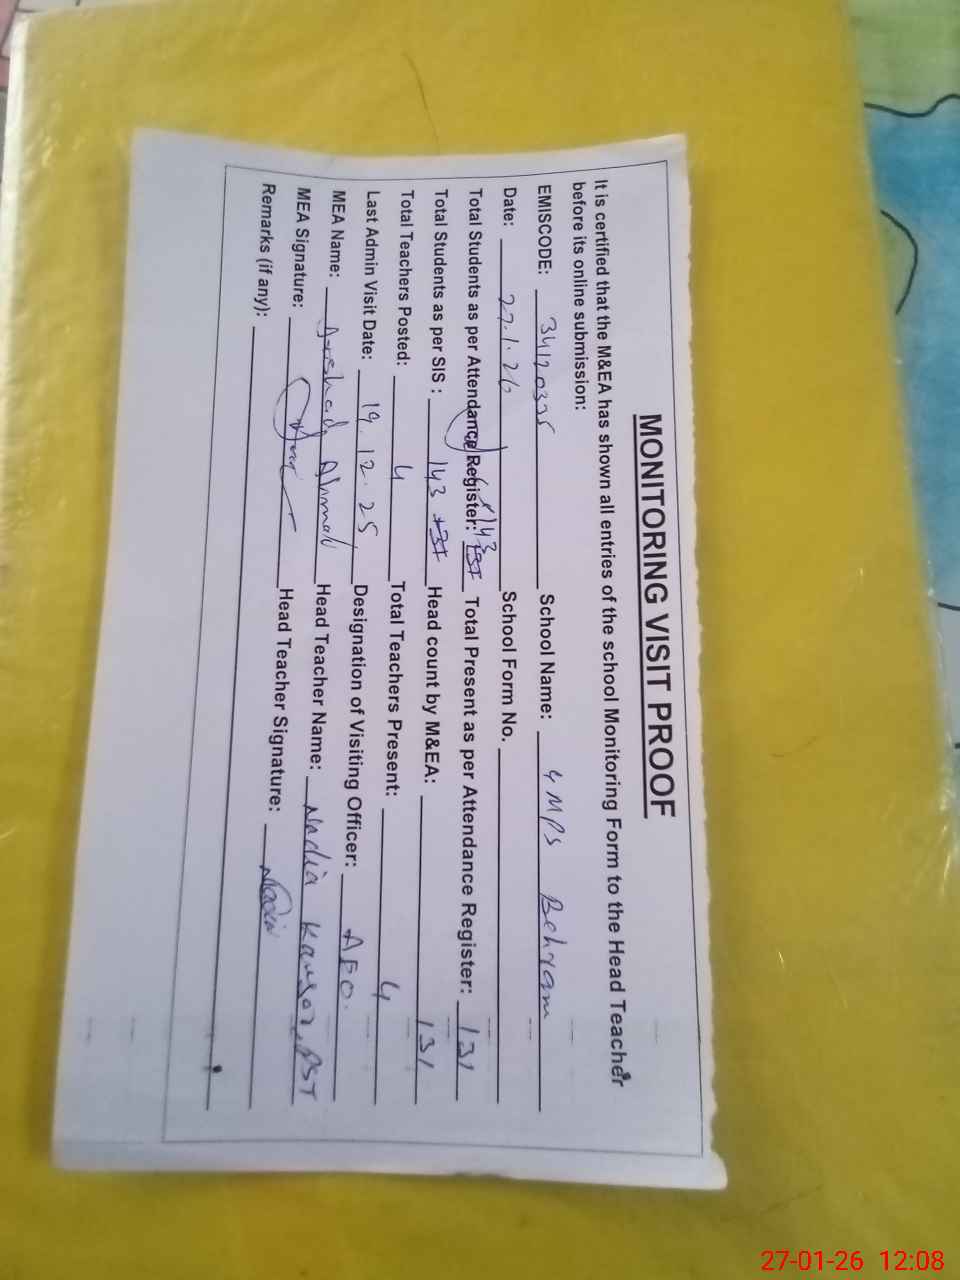 MONITORING VISIT PROOF
It is certified that the M&EA has shown all entries of the school Monitoring Form to the Head Teacher
before its online submission:
EMISCODE: School Name: Behram
Date: 27.1.26 School Form No.
Total Students as per Attendance Register: 143 Total Present as per Attendance Register: 131
Total Students as per SIS : 143 Head count by M&EA: 131
Total Teachers Posted: 4 Total Teachers Present: 4
Last Admin Visit Date: 19.12.25 Designation of Visiting Officer: AEO.
MEA Name: Arshad Ahmad Head Teacher Name: Nadia Kausar, PST
MEA Signature: Head Teacher Signature: Nadia
Remarks (if any):
27-01-26 12:08